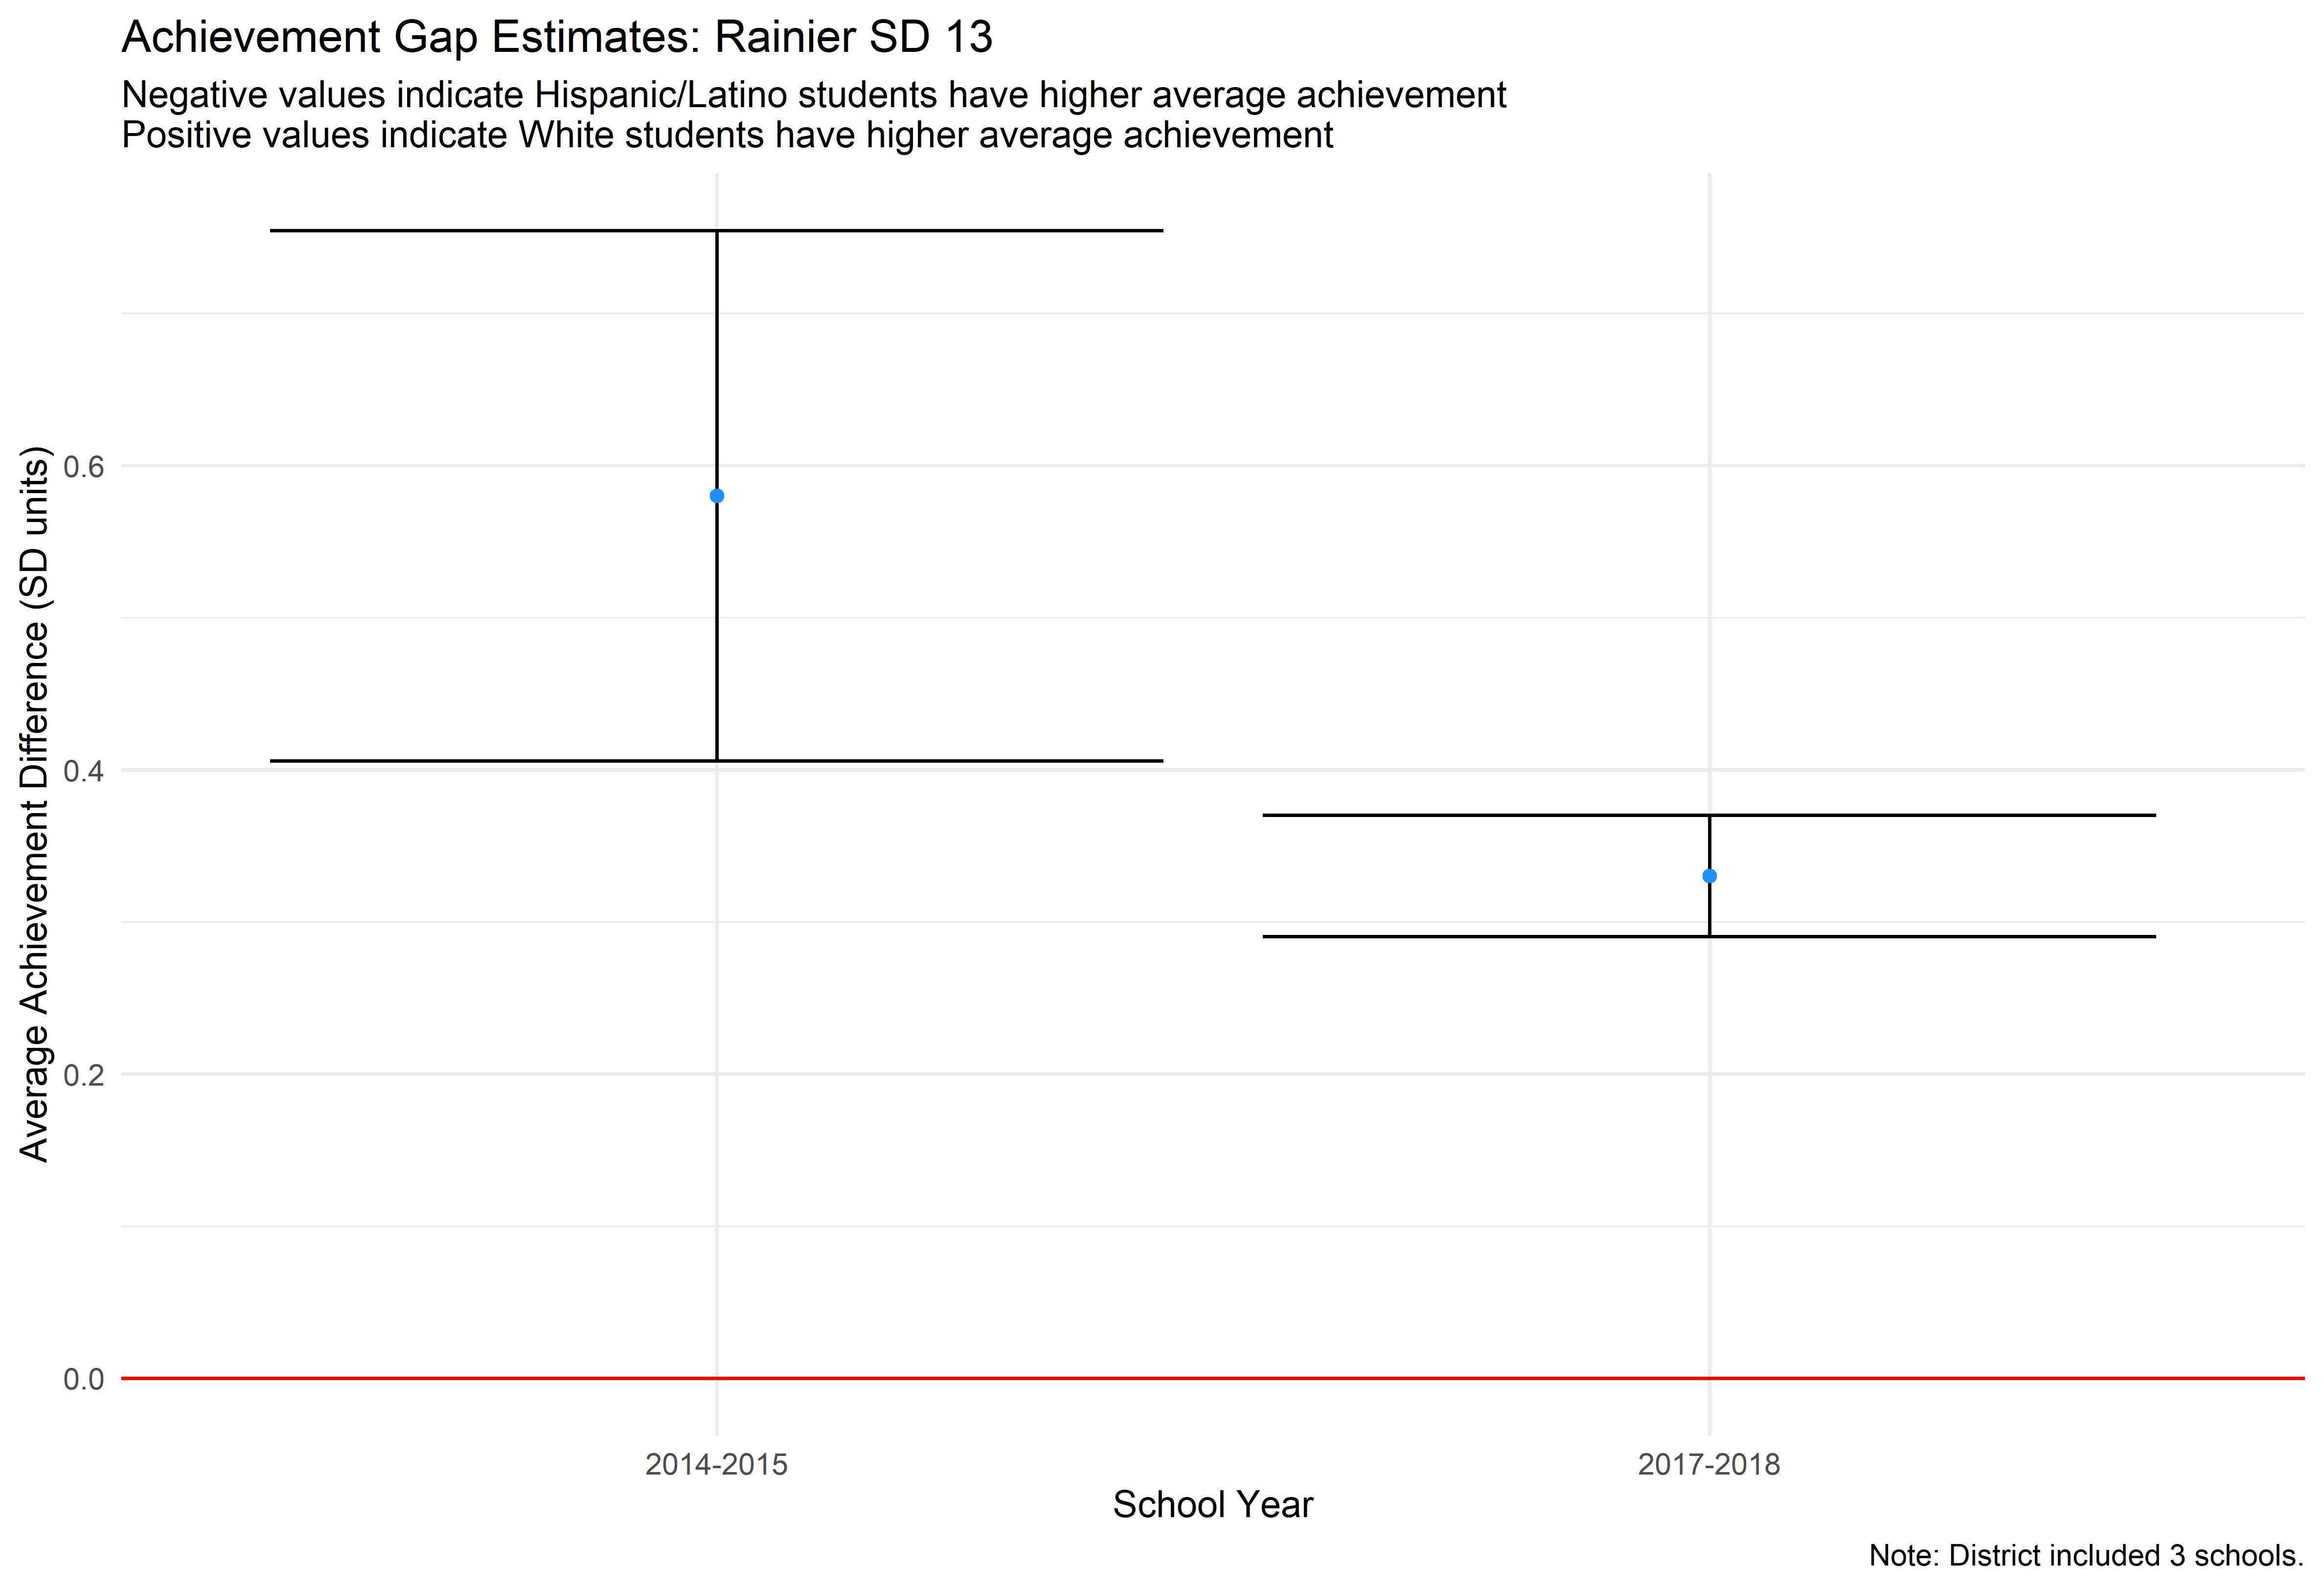 Achievement Gap Estimates: Rainier SD 13
Negative values indicate Hispanic/Latino students have higher average achievement
Positive values indicate White students have higher average achievement
Average Achievement Difference (SD units)
0.6
0.4
0.2
0.0
2014-2015
2017-2018
School Year
Note: District included 3 schools.